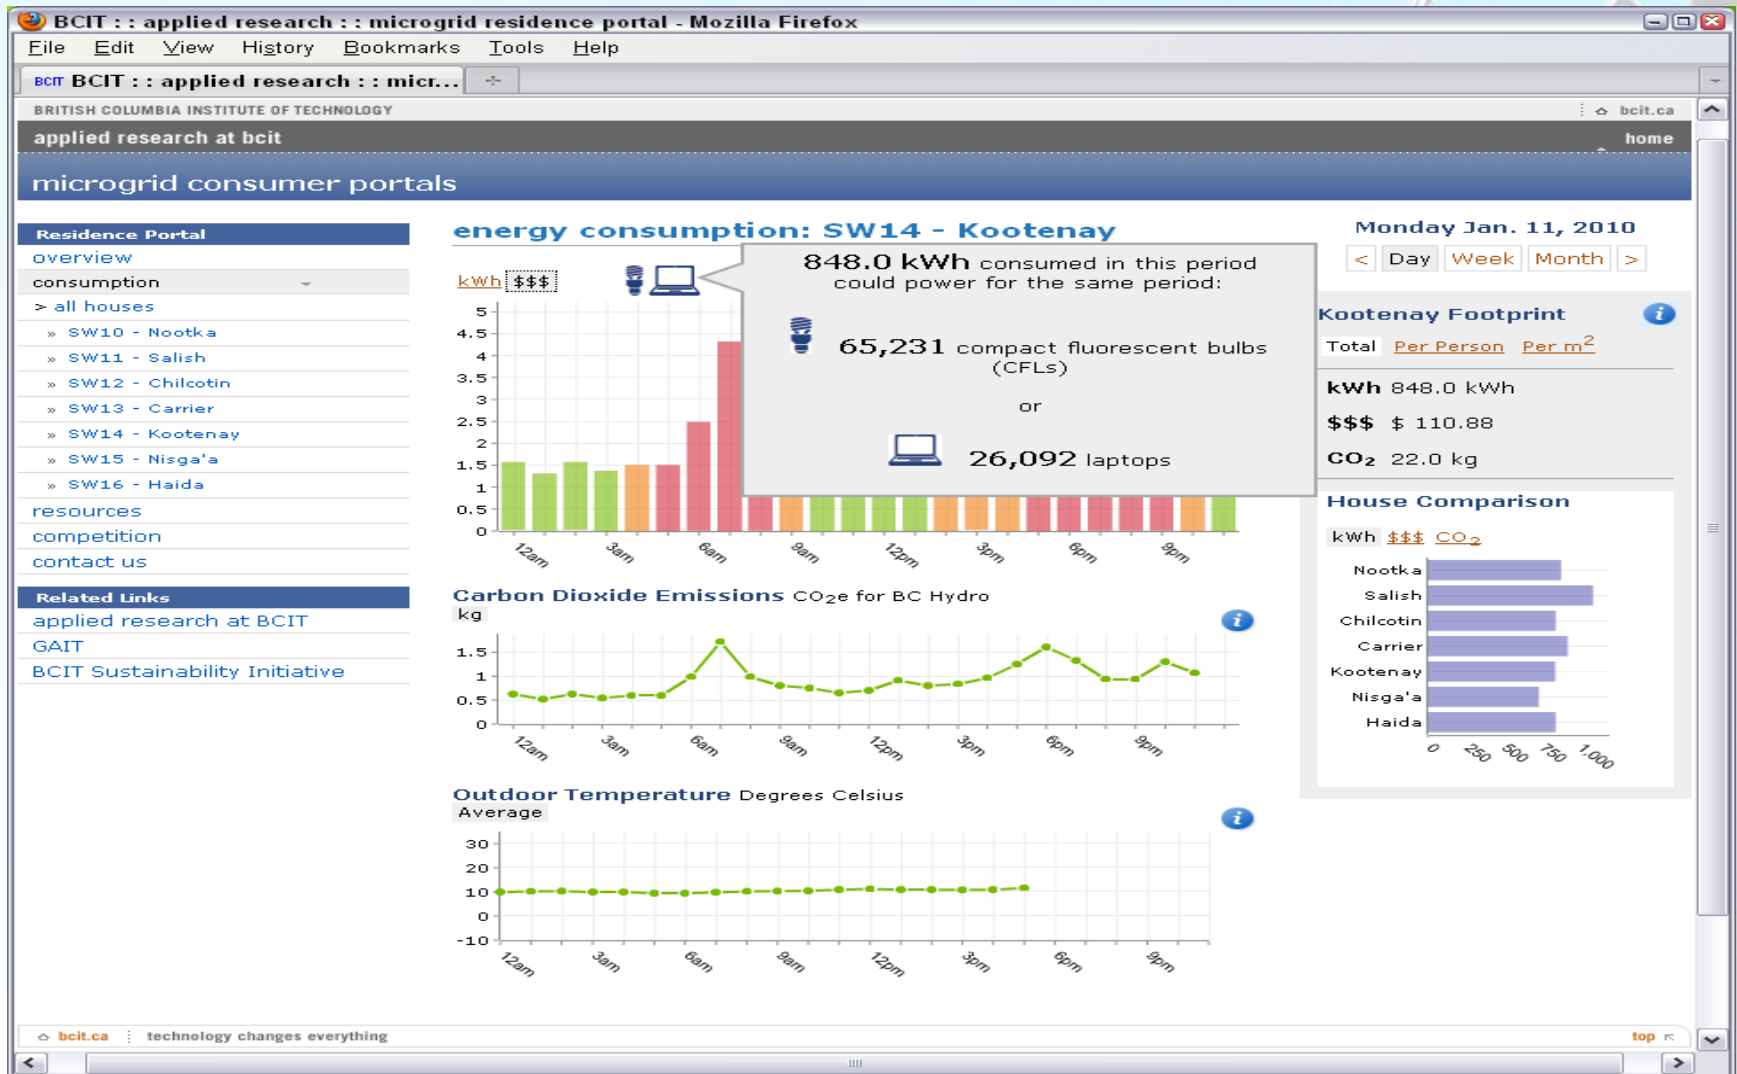 BCIT : : applied research : : microgrid residence portal - Mozilla Firefox
File Edit View History Bookmarks Tools Help
BCIT BCIT : : applied research : : micr...
BRITISH COLUMBIA INSTITUTE OF TECHNOLOGY
bcit.ca
applied research at bcit
home
microgrid consumer portals
Residence Portal
overview
consumption
> all houses
» SW10 - Nootka
» SW11 - Salish
» SW12 - Chilcotin
» SW13 - Carrier
» SW14 - Kootenay
» SW15 - Nisga'a
» SW16 - Haida
resources
competition
contact us
Related Links
applied research at BCIT
GAIT
BCIT Sustainability Initiative
energy consumption: SW14 - Kootenay
kWh $$$
848.0 kWh consumed in this period
could power for the same period:
65,231 compact fluorescent bulbs
(CFLs)
or
26,092 laptops
5
4.5
4
3.5
3
2.5
2
1.5
1
0.5
0
12am 3am 6am 9am 12pm 3pm 6pm 9pm
Carbon Dioxide Emissions CO2e for BC Hydro
kg
1.5
1
0.5
0
12am 3am 6am 9am 12pm 3pm 6pm 9pm
Outdoor Temperature Degrees Celsius
Average
30
20
10
0
-10
12am 3am 6am 9am 12pm 3pm 6pm 9pm
Monday Jan. 11, 2010
< Day Week Month >
Kootenay Footprint
Total Per Person Per m2
kWh 848.0 kWh
$$$ $ 110.88
CO2 22.0 kg
House Comparison
kWh $$$ CO2
Nootka
Salish
Chilcotin
Carrier
Kootenay
Nisga'a
Haida
0 250 500 750 1,000
bcit.ca technology changes everything
top